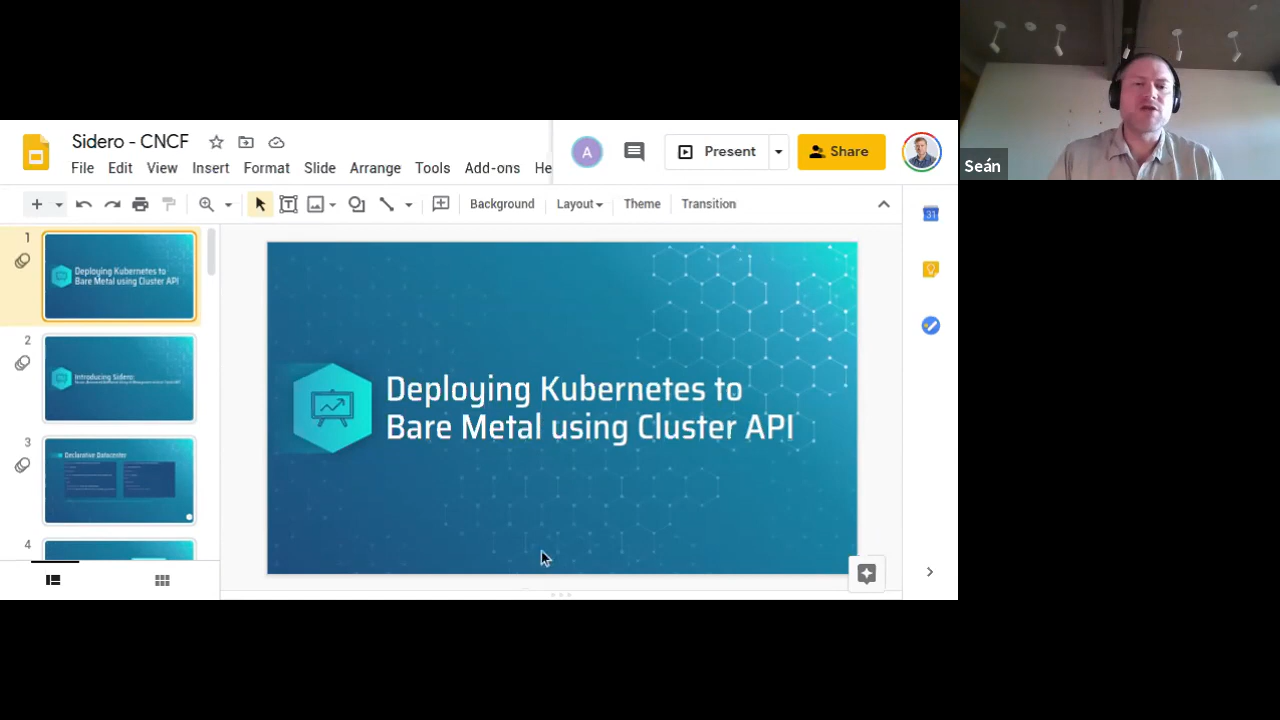 Sidero - CNCF
File Edit View Insert Format Slide Arrange Tools Add-ons He
A
Present
Share
Background Layout Theme Transition
31
1
Deploying Kubernetes to
Bare Metal using Cluster API
2
Introducing Sidero:
3
Declarative Datacenter
4
Deploying Kubernetes to
Bare Metal using Cluster API
Seán